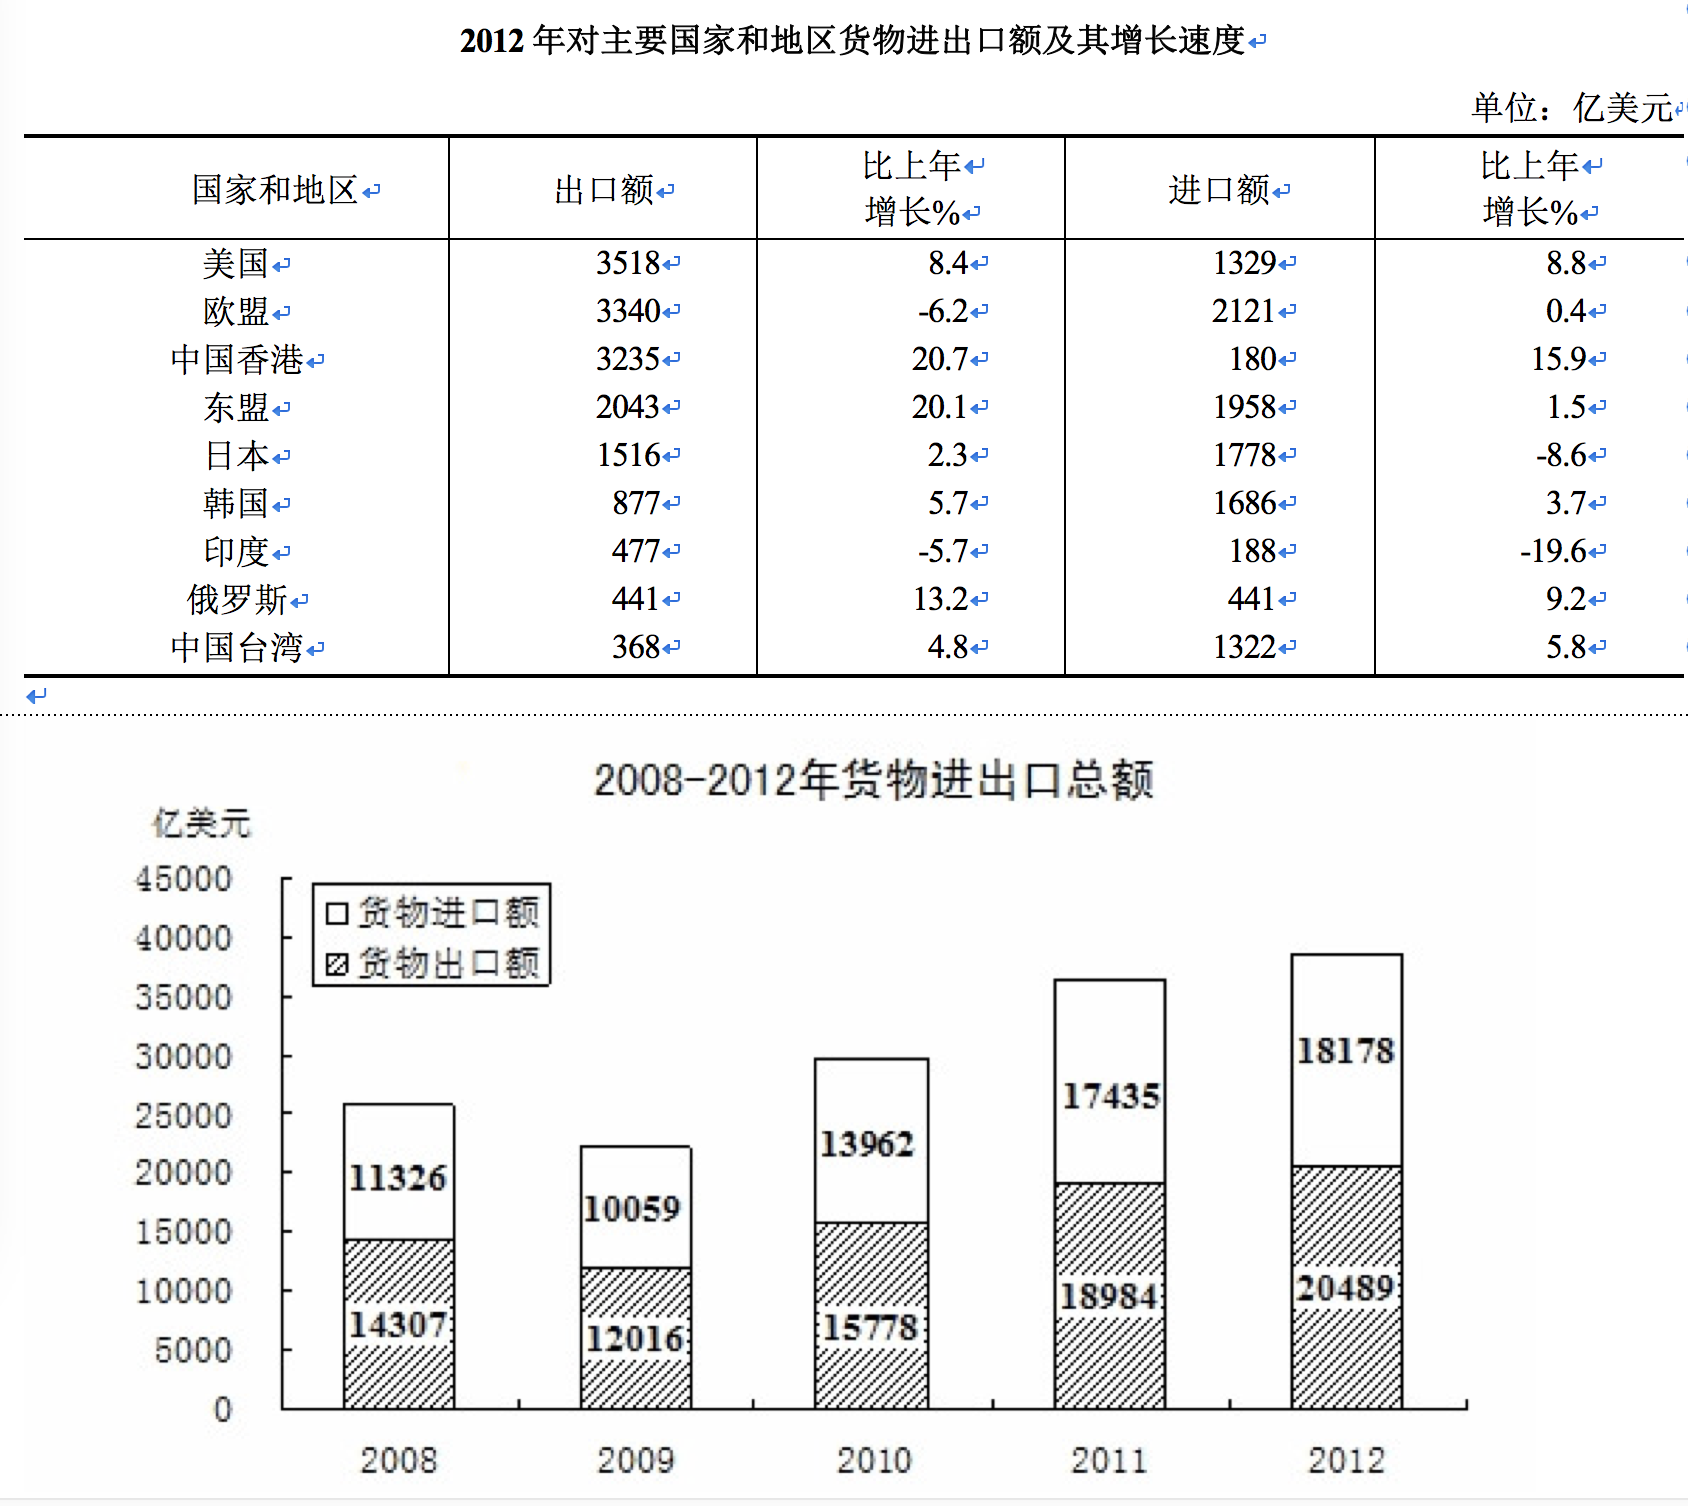 2012 年对主要国家和地区货物进出口额及其增长速度
单位：亿美元
国家和地区 出口额 比上年增长% 进口额 比上年增长%
美国 3518 8.4 1329 8.8
欧盟 3340 -6.2 2121 0.4
中国香港 3235 20.7 180 15.9
东盟 2043 20.1 1958 1.5
日本 1516 2.3 1778 -8.6
韩国 877 5.7 1686 3.7
印度 477 -5.7 188 -19.6
俄罗斯 441 13.2 441 9.2
中国台湾 368 4.8 1322 5.8
2008-2012年货物进出口总额
亿美元
45000
40000
35000
30000
25000
20000
15000
10000
5000
0
货物进口额
货物出口额
11326
14307
10059
12016
13962
15778
17435
18984
18178
20489
2008 2009 2010 2011 2012